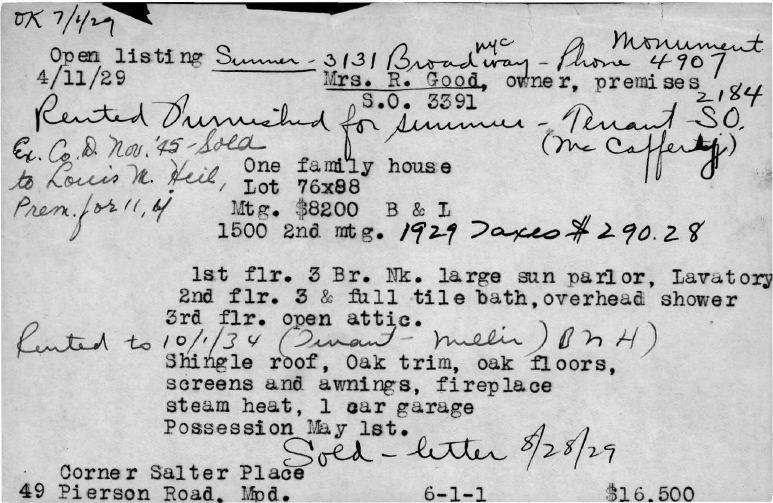 OK 7/1/29
Open listing Summer - 3131 Broadway nyc - Phone Monument 4907
4/11/29 Mrs. R. Good, owner, premises
S.O. 3391
Rented Furnished for summer - Tenant - SO. 2184
(Mc Cafferty)
Ex. Co. D. Nov. '45 - Sold
to Louis M. Heil,
Prem. for 11,
One family house
Lot 76x88
Mtg. $8200 B & L
1500 2nd mtg. 1929 Taxes $290.28
1st flr. 3 Br. Nk. large sun parlor, Lavatory
2nd flr. 3 & full tile bath,overhead shower
3rd flr. open attic.
Rented to 10/1/34 (Tenant - Miller) B M H)
Shingle roof, Oak trim, oak floors,
screens and awnings, fireplace
steam heat, 1 car garage
Possession May 1st.
Sold - letter 8/28/29
Corner Salter Place
49 Pierson Road, Mpd. 6-1-1 $16,500